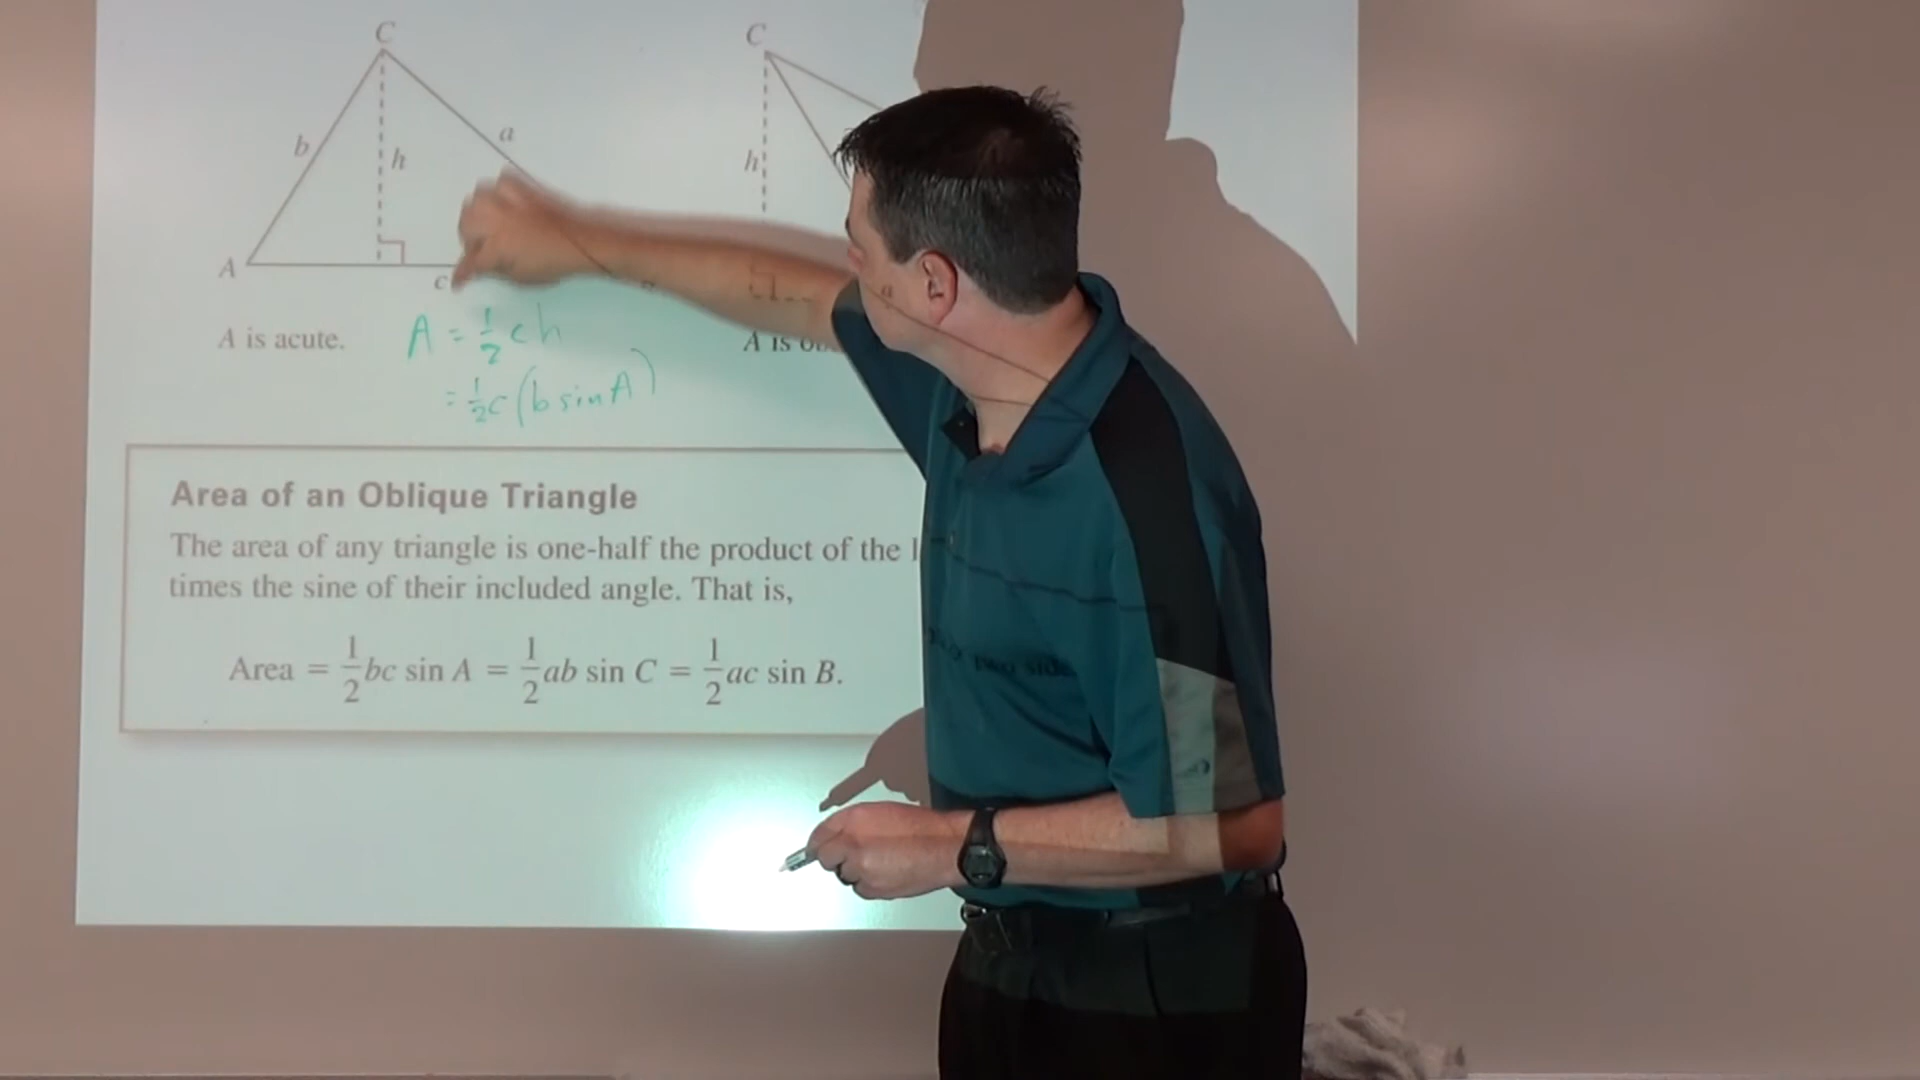 C
C
b
a
h
h
A
c
a
A is acute.
A = 1/2 ch
= 1/2 c (b sin A)
A is
Area of an Oblique Triangle
The area of any triangle is one-half the product of the
times the sine of their included angle. That is,
two
Area = 1/2 bc sin A = 1/2 ab sin C = 1/2 ac sin B.